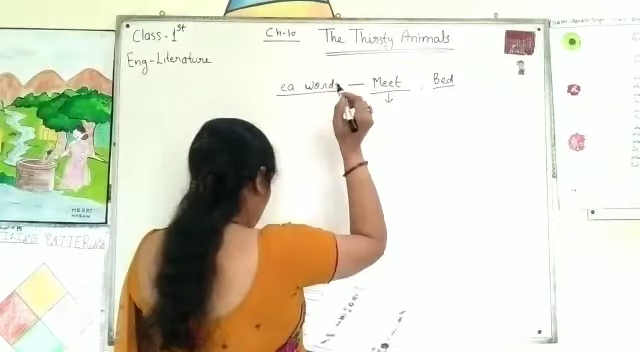 Class-1st
Ch-10 The Thirsty Animals
Eng-Literature
ea words — Meet, Bed